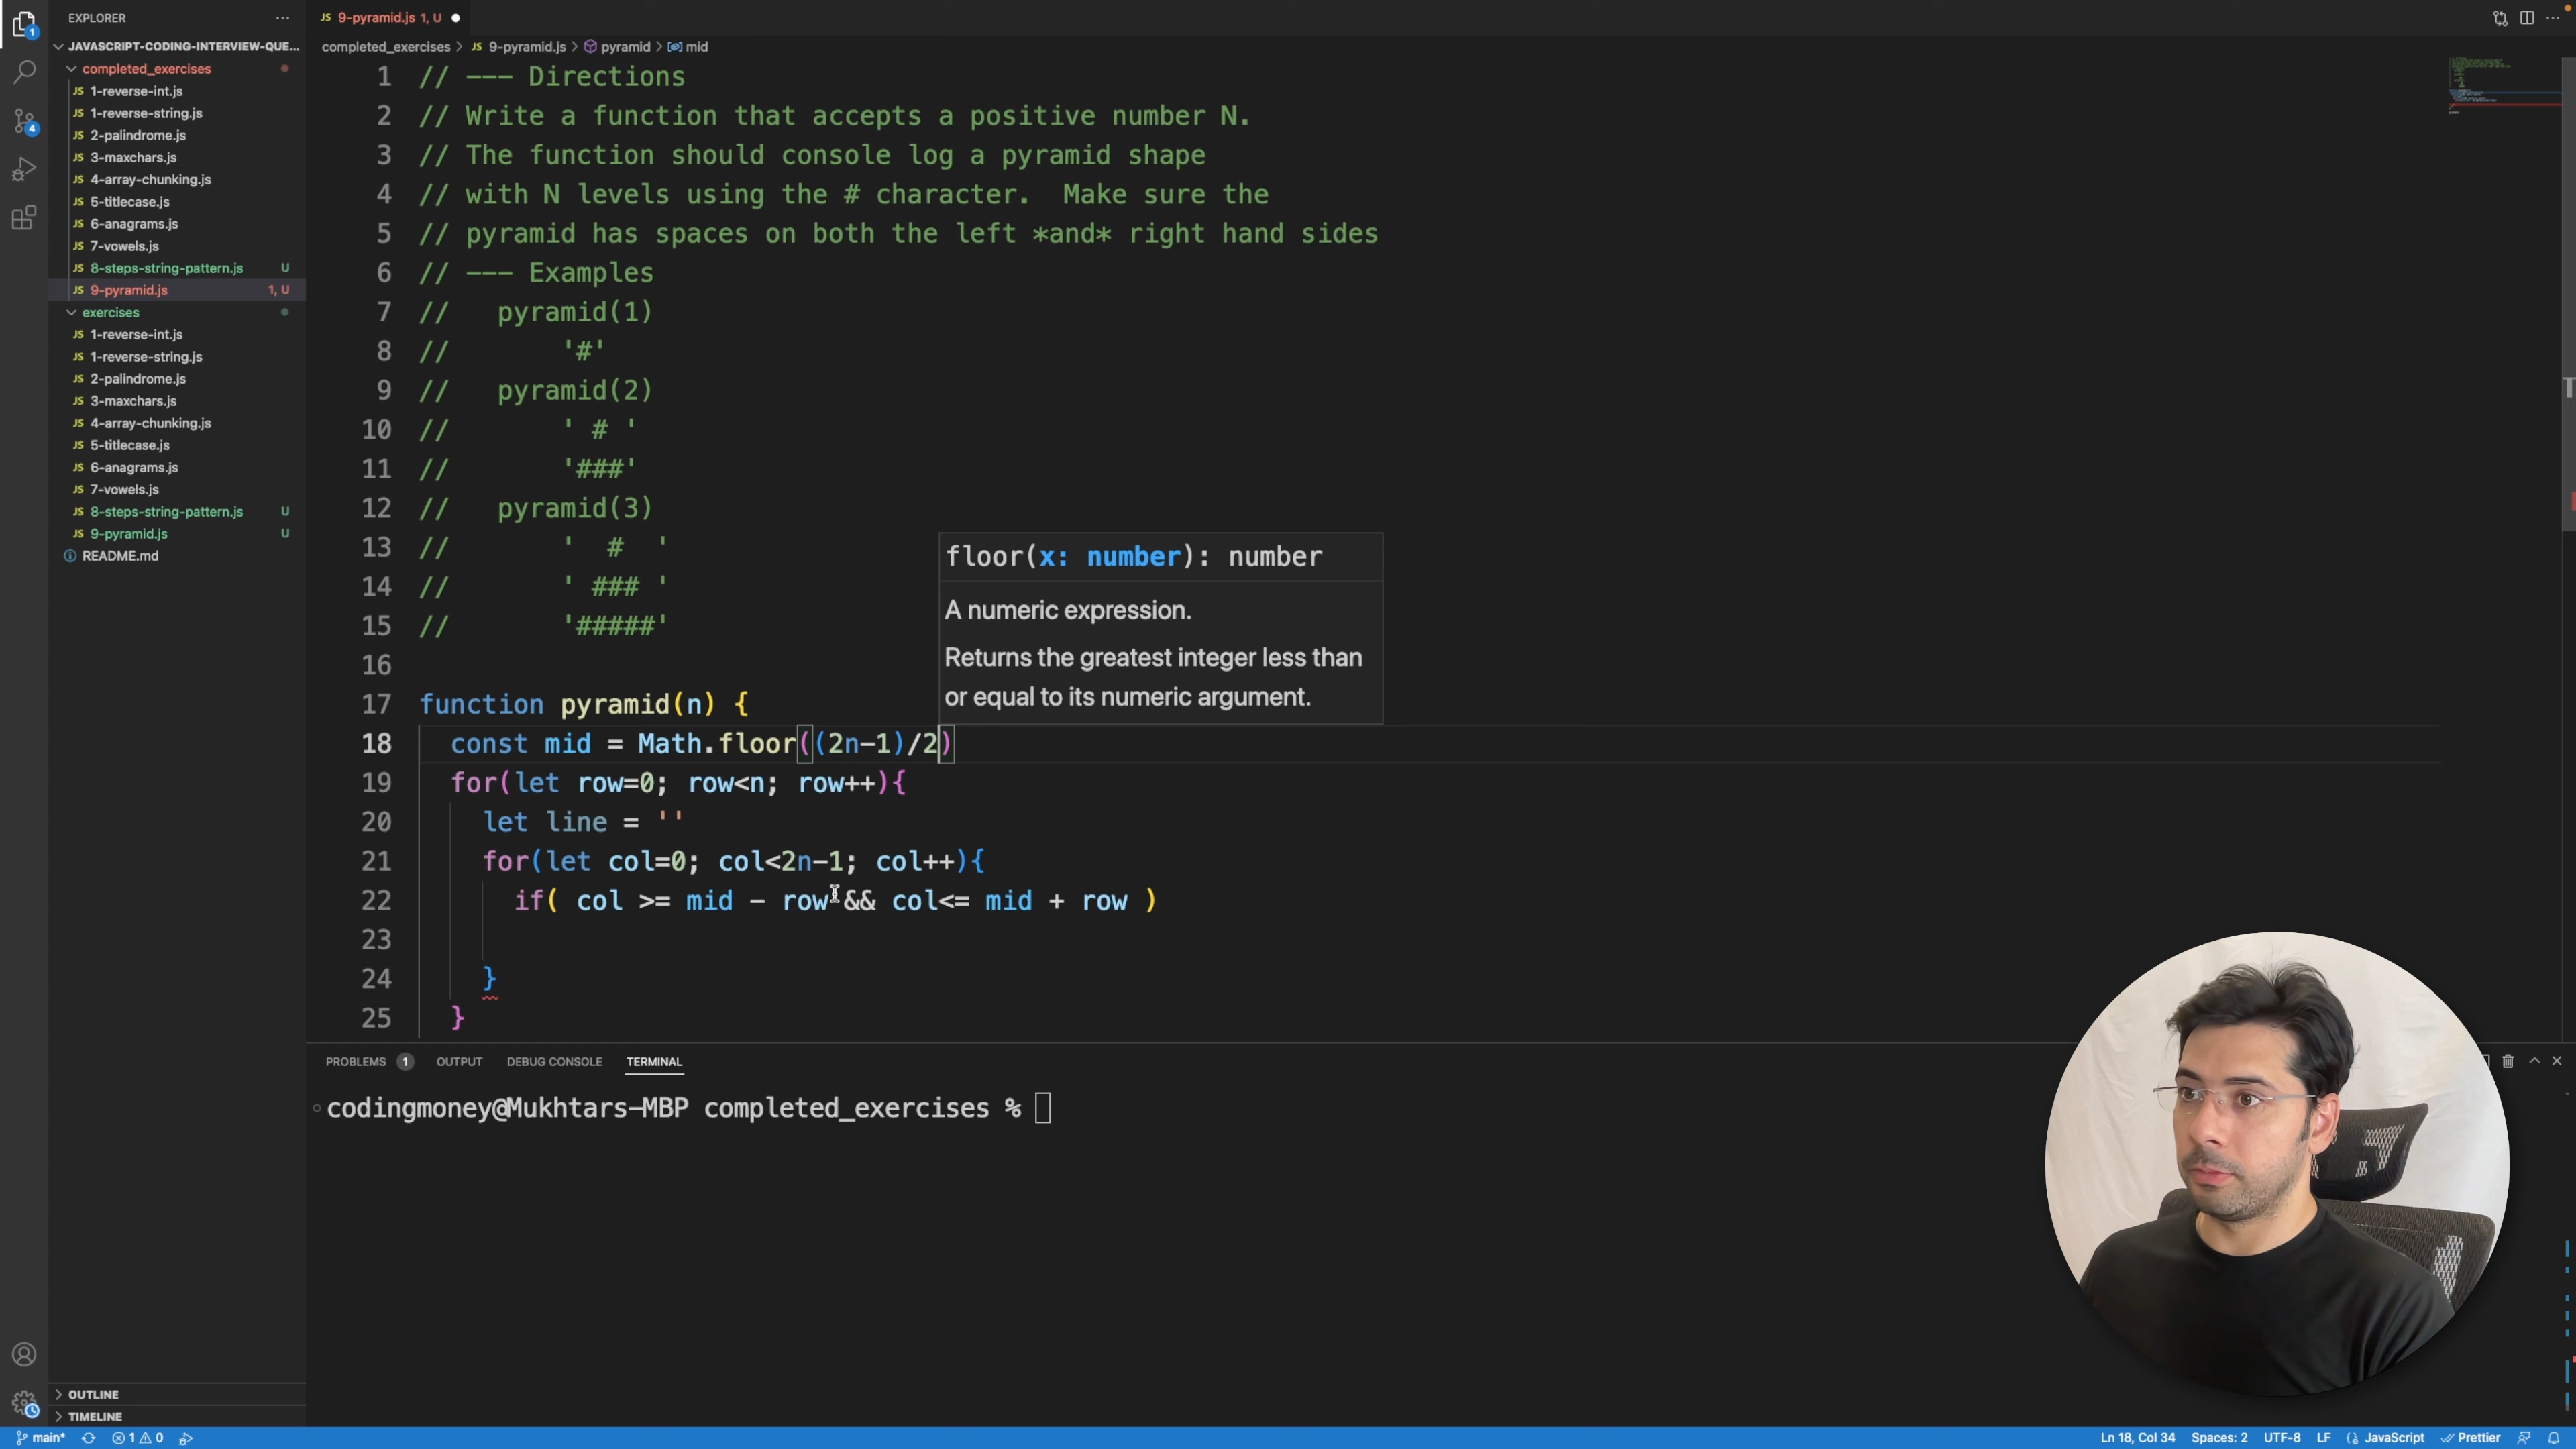 EXPLORER
JAVASCRIPT-CODING-INTERVIEW-QUE...
completed_exercises
JS 1-reverse-int.js
JS 1-reverse-string.js
JS 2-palindrome.js
JS 3-maxchars.js
JS 4-array-chunking.js
JS 5-titlecase.js
JS 6-anagrams.js
JS 7-vowels.js
JS 8-steps-string-pattern.js U
JS 9-pyramid.js 1, U
exercises
JS 1-reverse-int.js
JS 1-reverse-string.js
JS 2-palindrome.js
JS 3-maxchars.js
JS 4-array-chunking.js
JS 5-titlecase.js
JS 6-anagrams.js
JS 7-vowels.js
JS 8-steps-string-pattern.js U
JS 9-pyramid.js U
README.md
OUTLINE
TIMELINE
1
4
JS 9-pyramid.js 1, U
completed_exercises > JS 9-pyramid.js > pyramid > mid
1 // --- Directions
2 // Write a function that accepts a positive number N.
3 // The function should console log a pyramid shape
4 // with N levels using the # character.  Make sure the
5 // pyramid has spaces on both the left *and* right hand sides
6 // --- Examples
7 //   pyramid(1)
8 //       '#'
9 //   pyramid(2)
10 //       ' # '
11 //       '###'
12 //   pyramid(3)
13 //       '  #  '
14 //       ' ### '
15 //       '#####'
16
17 function pyramid(n) {
18   const mid = Math.floor((2n-1)/2)
19   for(let row=0; row<n; row++){
20     let line = ''
21     for(let col=0; col<2n-1; col++){
22       if( col >= mid - row && col<= mid + row )
23
24     }
25   }
floor(x: number): number
A numeric expression.
Returns the greatest integer less than
or equal to its numeric argument.
PROBLEMS 1 OUTPUT DEBUG CONSOLE TERMINAL
codingmoney@Mukhtars-MBP completed_exercises %
main* 1 0 Ln 18, Col 34 Spaces: 2 UTF-8 LF {} JavaScript Prettier